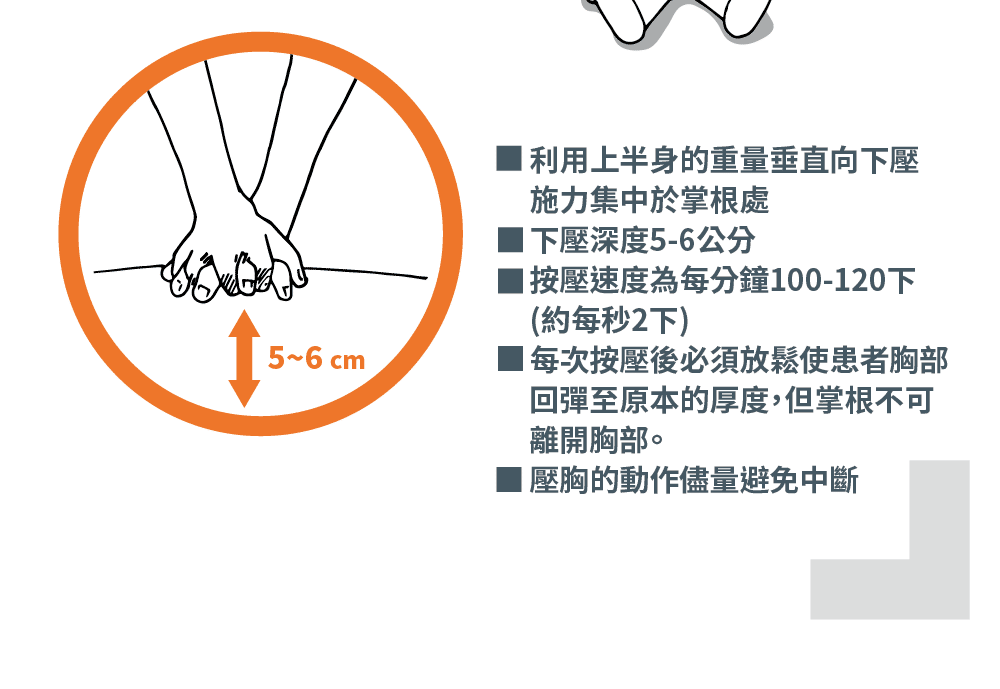 5~6 cm
■ 利用上半身的重量垂直向下壓
施力集中於掌根處
■ 下壓深度5-6公分
■ 按壓速度為每分鐘100-120下
(約每秒2下)
■ 每次按壓後必須放鬆使患者胸部
回彈至原本的厚度，但掌根不可
離開胸部。
■ 壓胸的動作儘量避免中斷